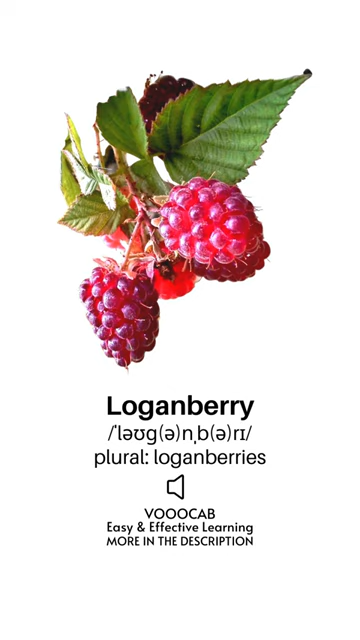 Loganberry
/ˈləʊɡ(ə)nˌb(ə)rɪ/
plural: loganberries
VOOOCAB
Easy & Effective Learning
MORE IN THE DESCRIPTION